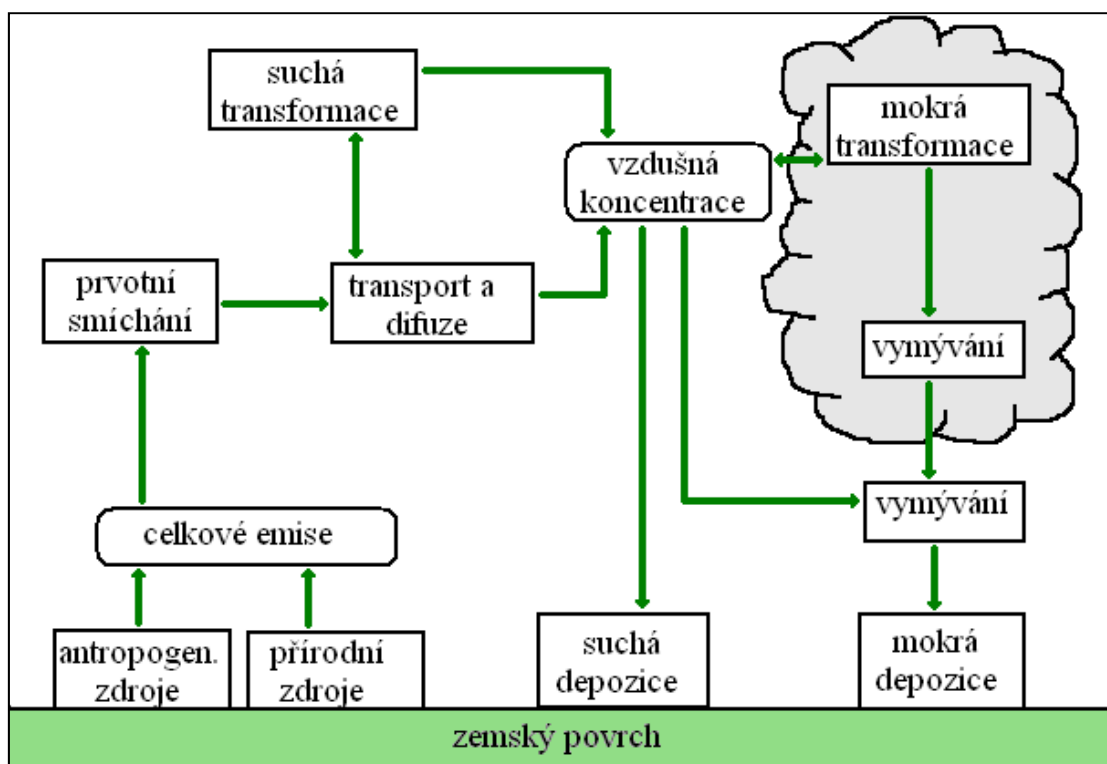 suchá
transformace
mokrá
transformace
vzdušná
koncentrace
prvotní
smíchání
transport a
difuze
vymývání
vymývání
celkové emise
antropogen.
zdroje
přírodní
zdroje
suchá
depozice
mokrá
depozice
zemský povrch